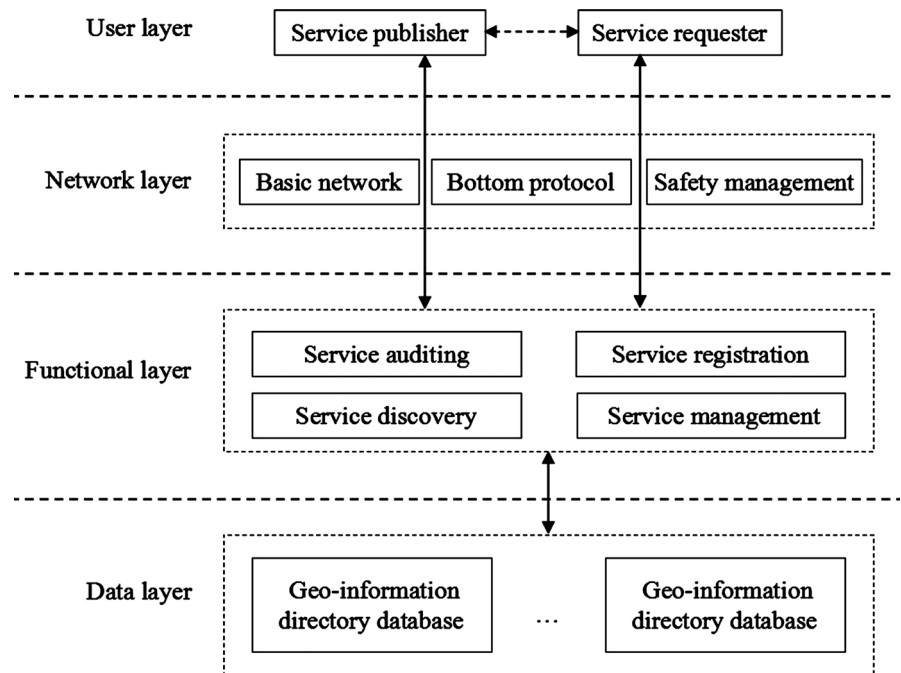 User layer
Service publisher
Service requester
Network layer
Basic network
Bottom protocol
Safety management
Functional layer
Service auditing
Service registration
Service discovery
Service management
Data layer
Geo-information
directory database
...
Geo-information
directory database